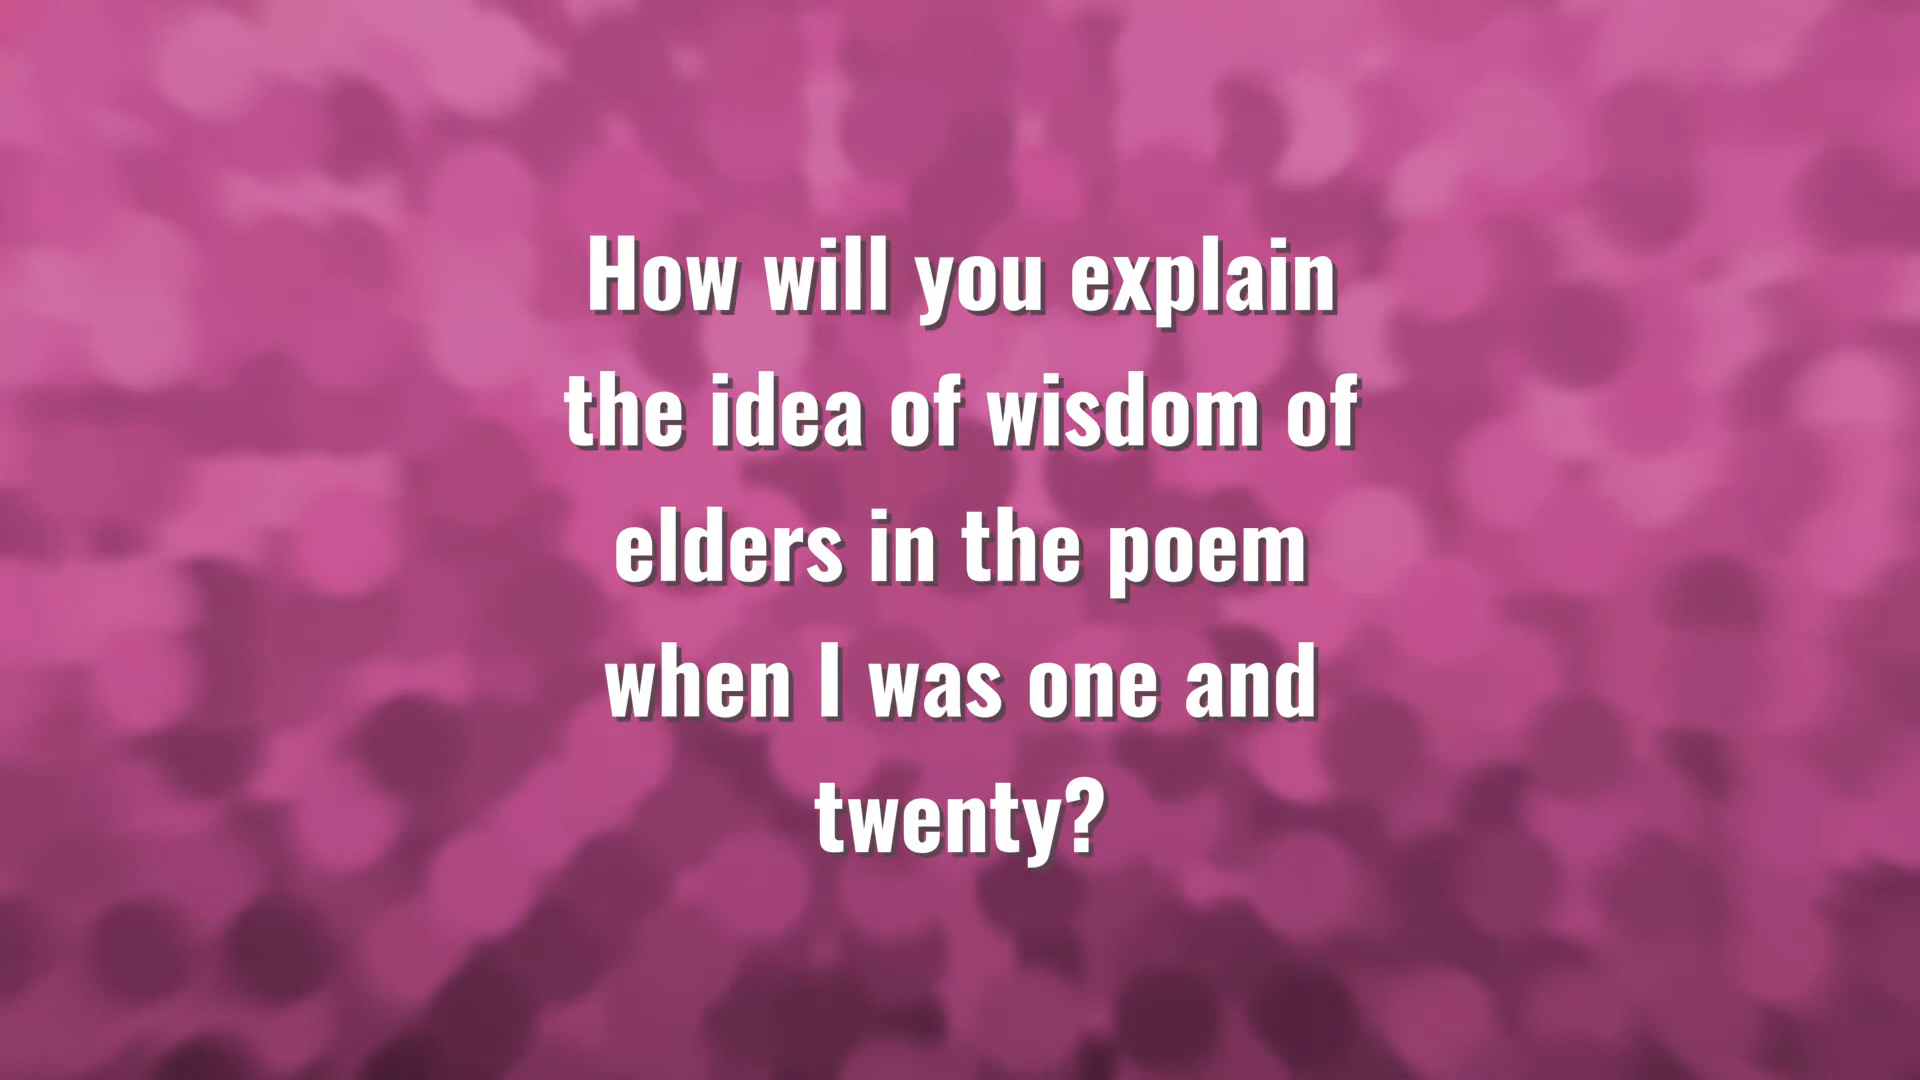 How will you explain
the idea of wisdom of
elders in the poem
when I was one and
twenty?